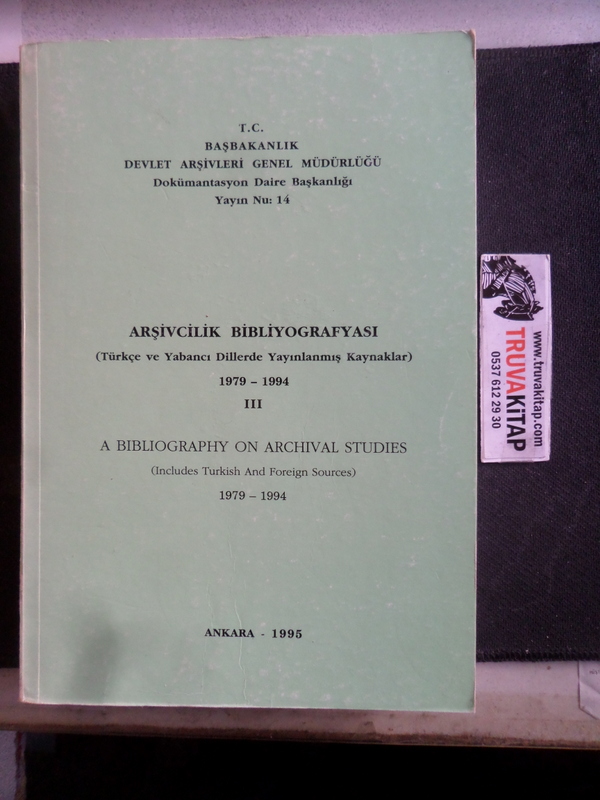 T.C.
BAŞBAKANLIK
DEVLET ARŞİVLERİ GENEL MÜDÜRLÜĞÜ
Dokümantasyon Daire Başkanlığı
Yayın Nu: 14
ARŞİVCİLİK BİBLİYOGRAFYASI
(Türkçe ve Yabancı Dillerde Yayınlanmış Kaynaklar)
1979 – 1994
III
A BIBLIOGRAPHY ON ARCHIVAL STUDIES
(Includes Turkish And Foreign Sources)
1979 – 1994
ANKARA - 1995
www.truvakitap.com
TRUVAKİTAP
0537 612 29 30